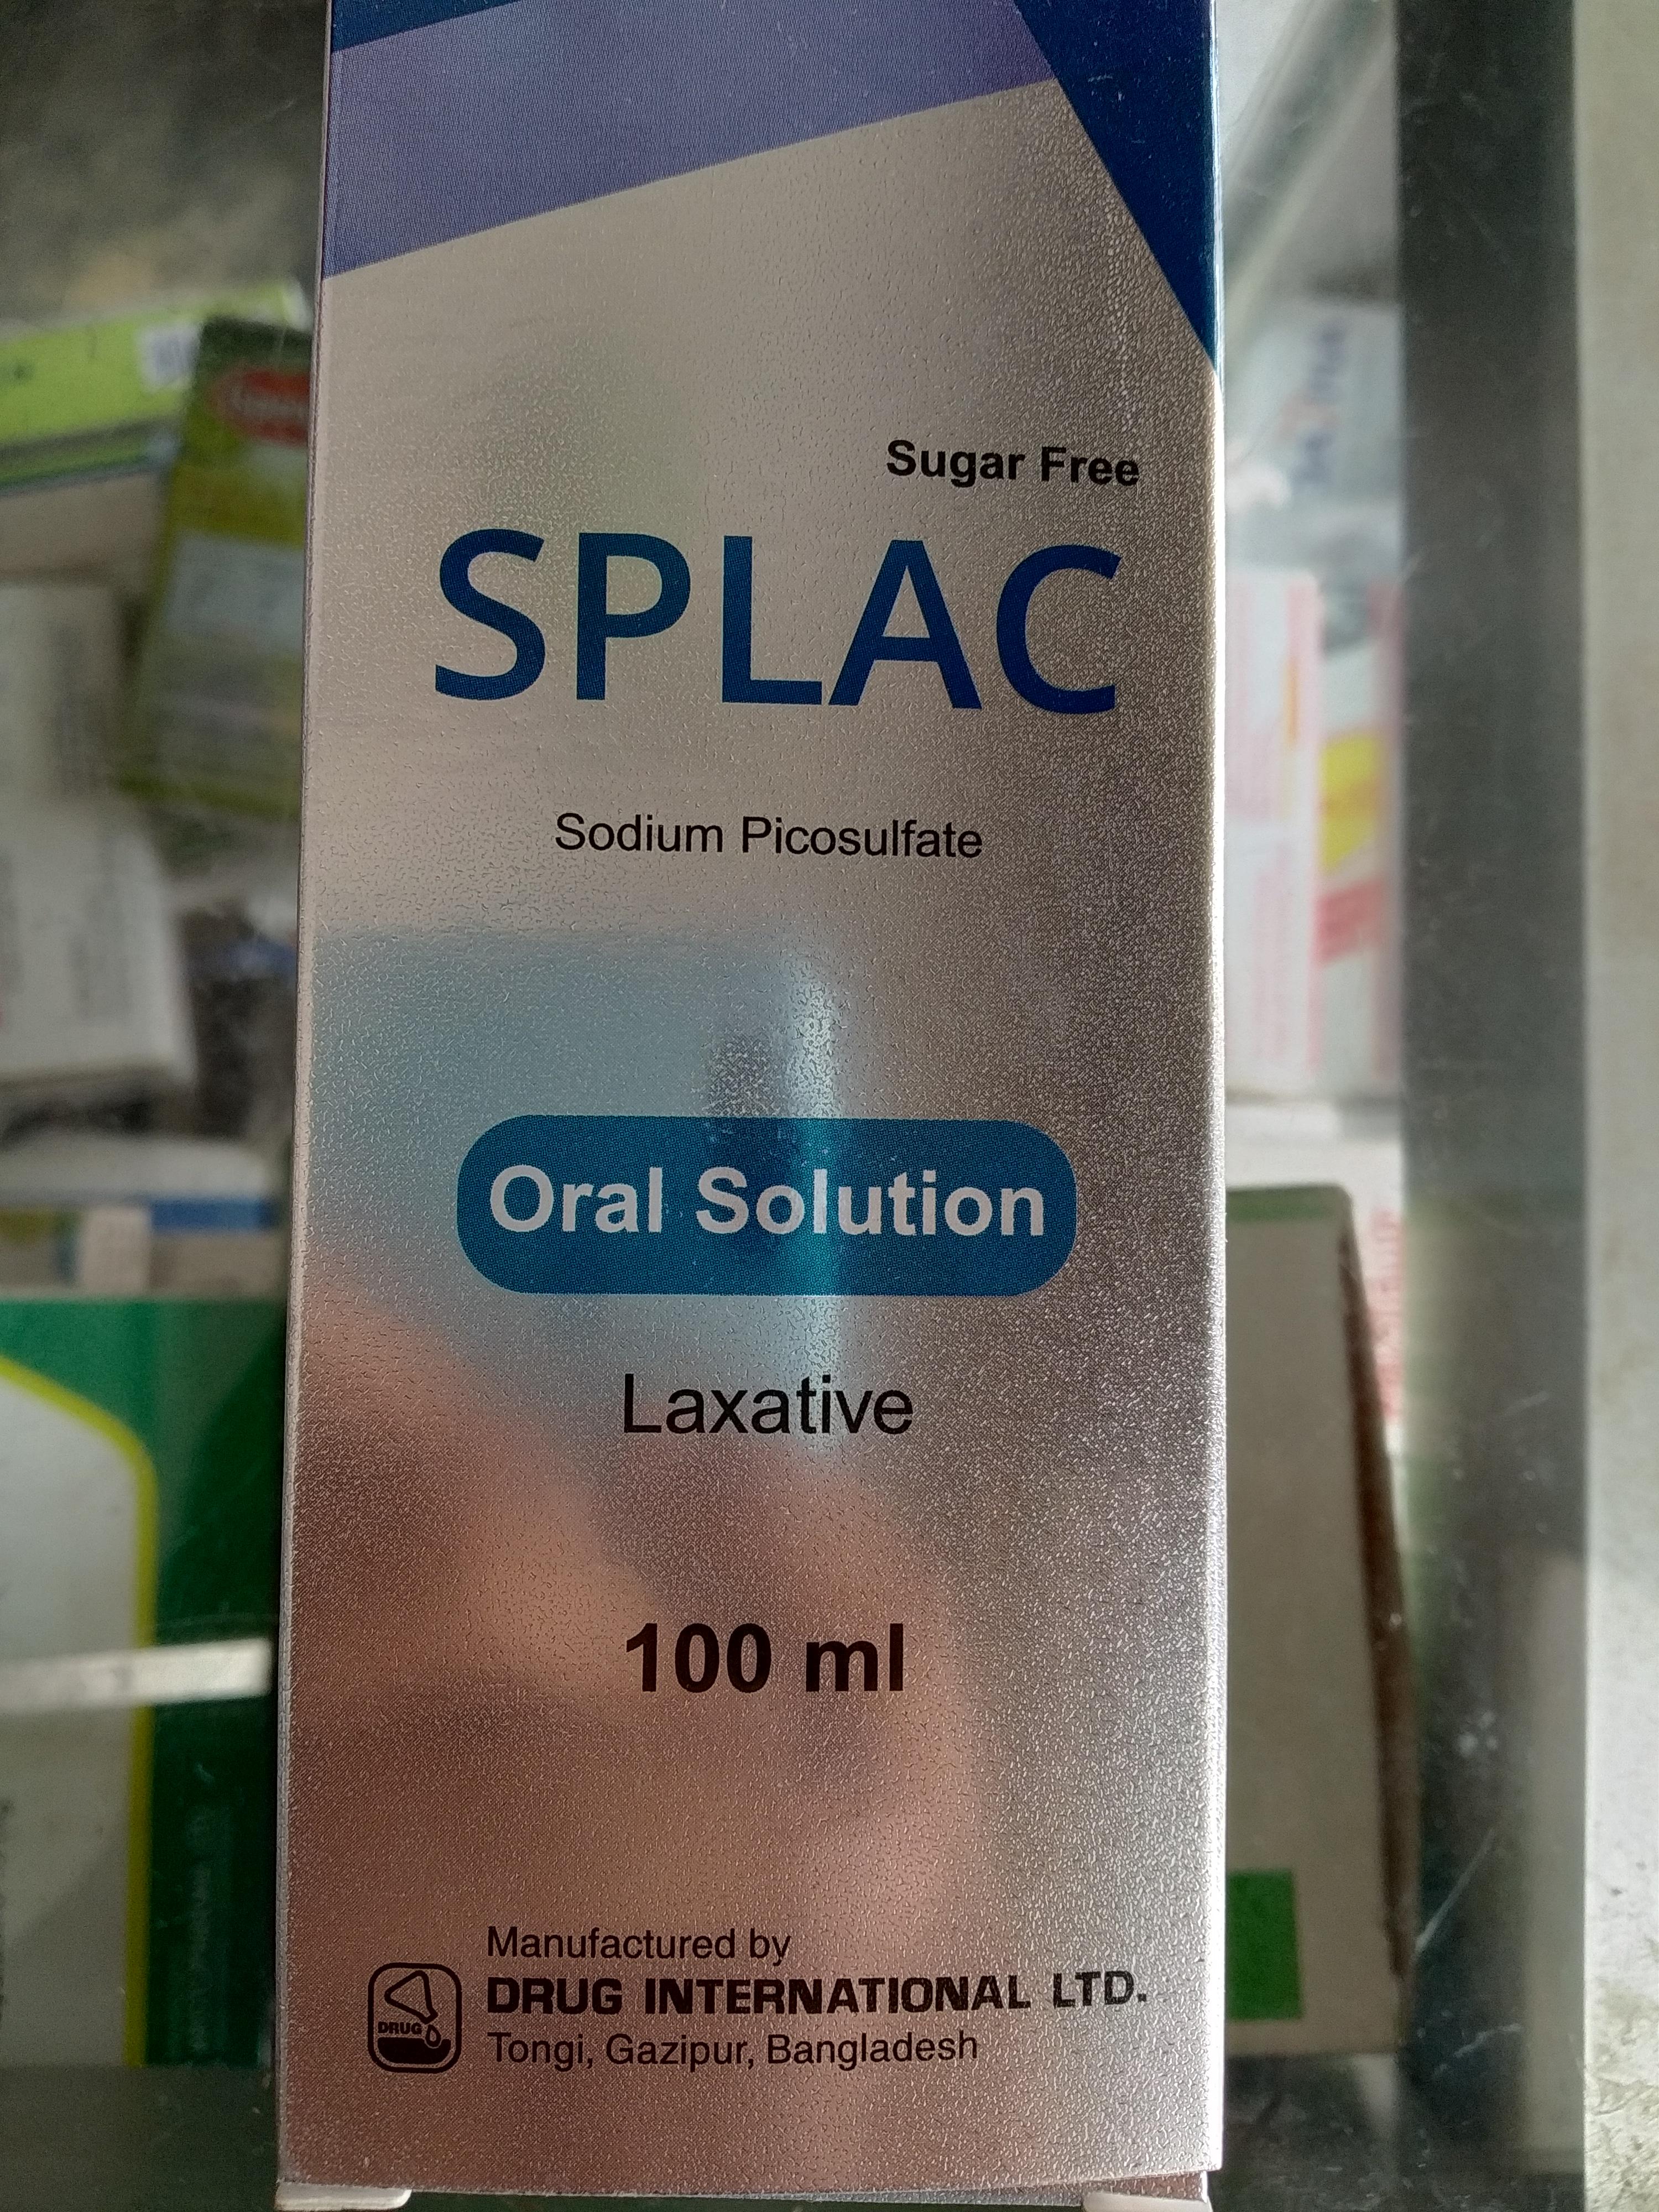 Sugar Free
SPLAC
Sodium Picosulfate
Oral Solution
Laxative
100 ml
Manufactured by
DRUG INTERNATIONAL LTD.
Tongi, Gazipur, Bangladesh
DRUG